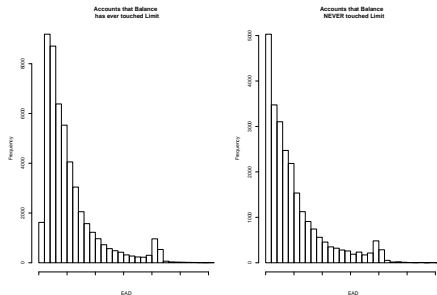 Accounts that Balance
has ever touched Limit
Frequency
0
2000
4000
6000
8000
EAD
Accounts that Balance
NEVER touched Limit
Frequency
0
1000
2000
3000
4000
5000
EAD